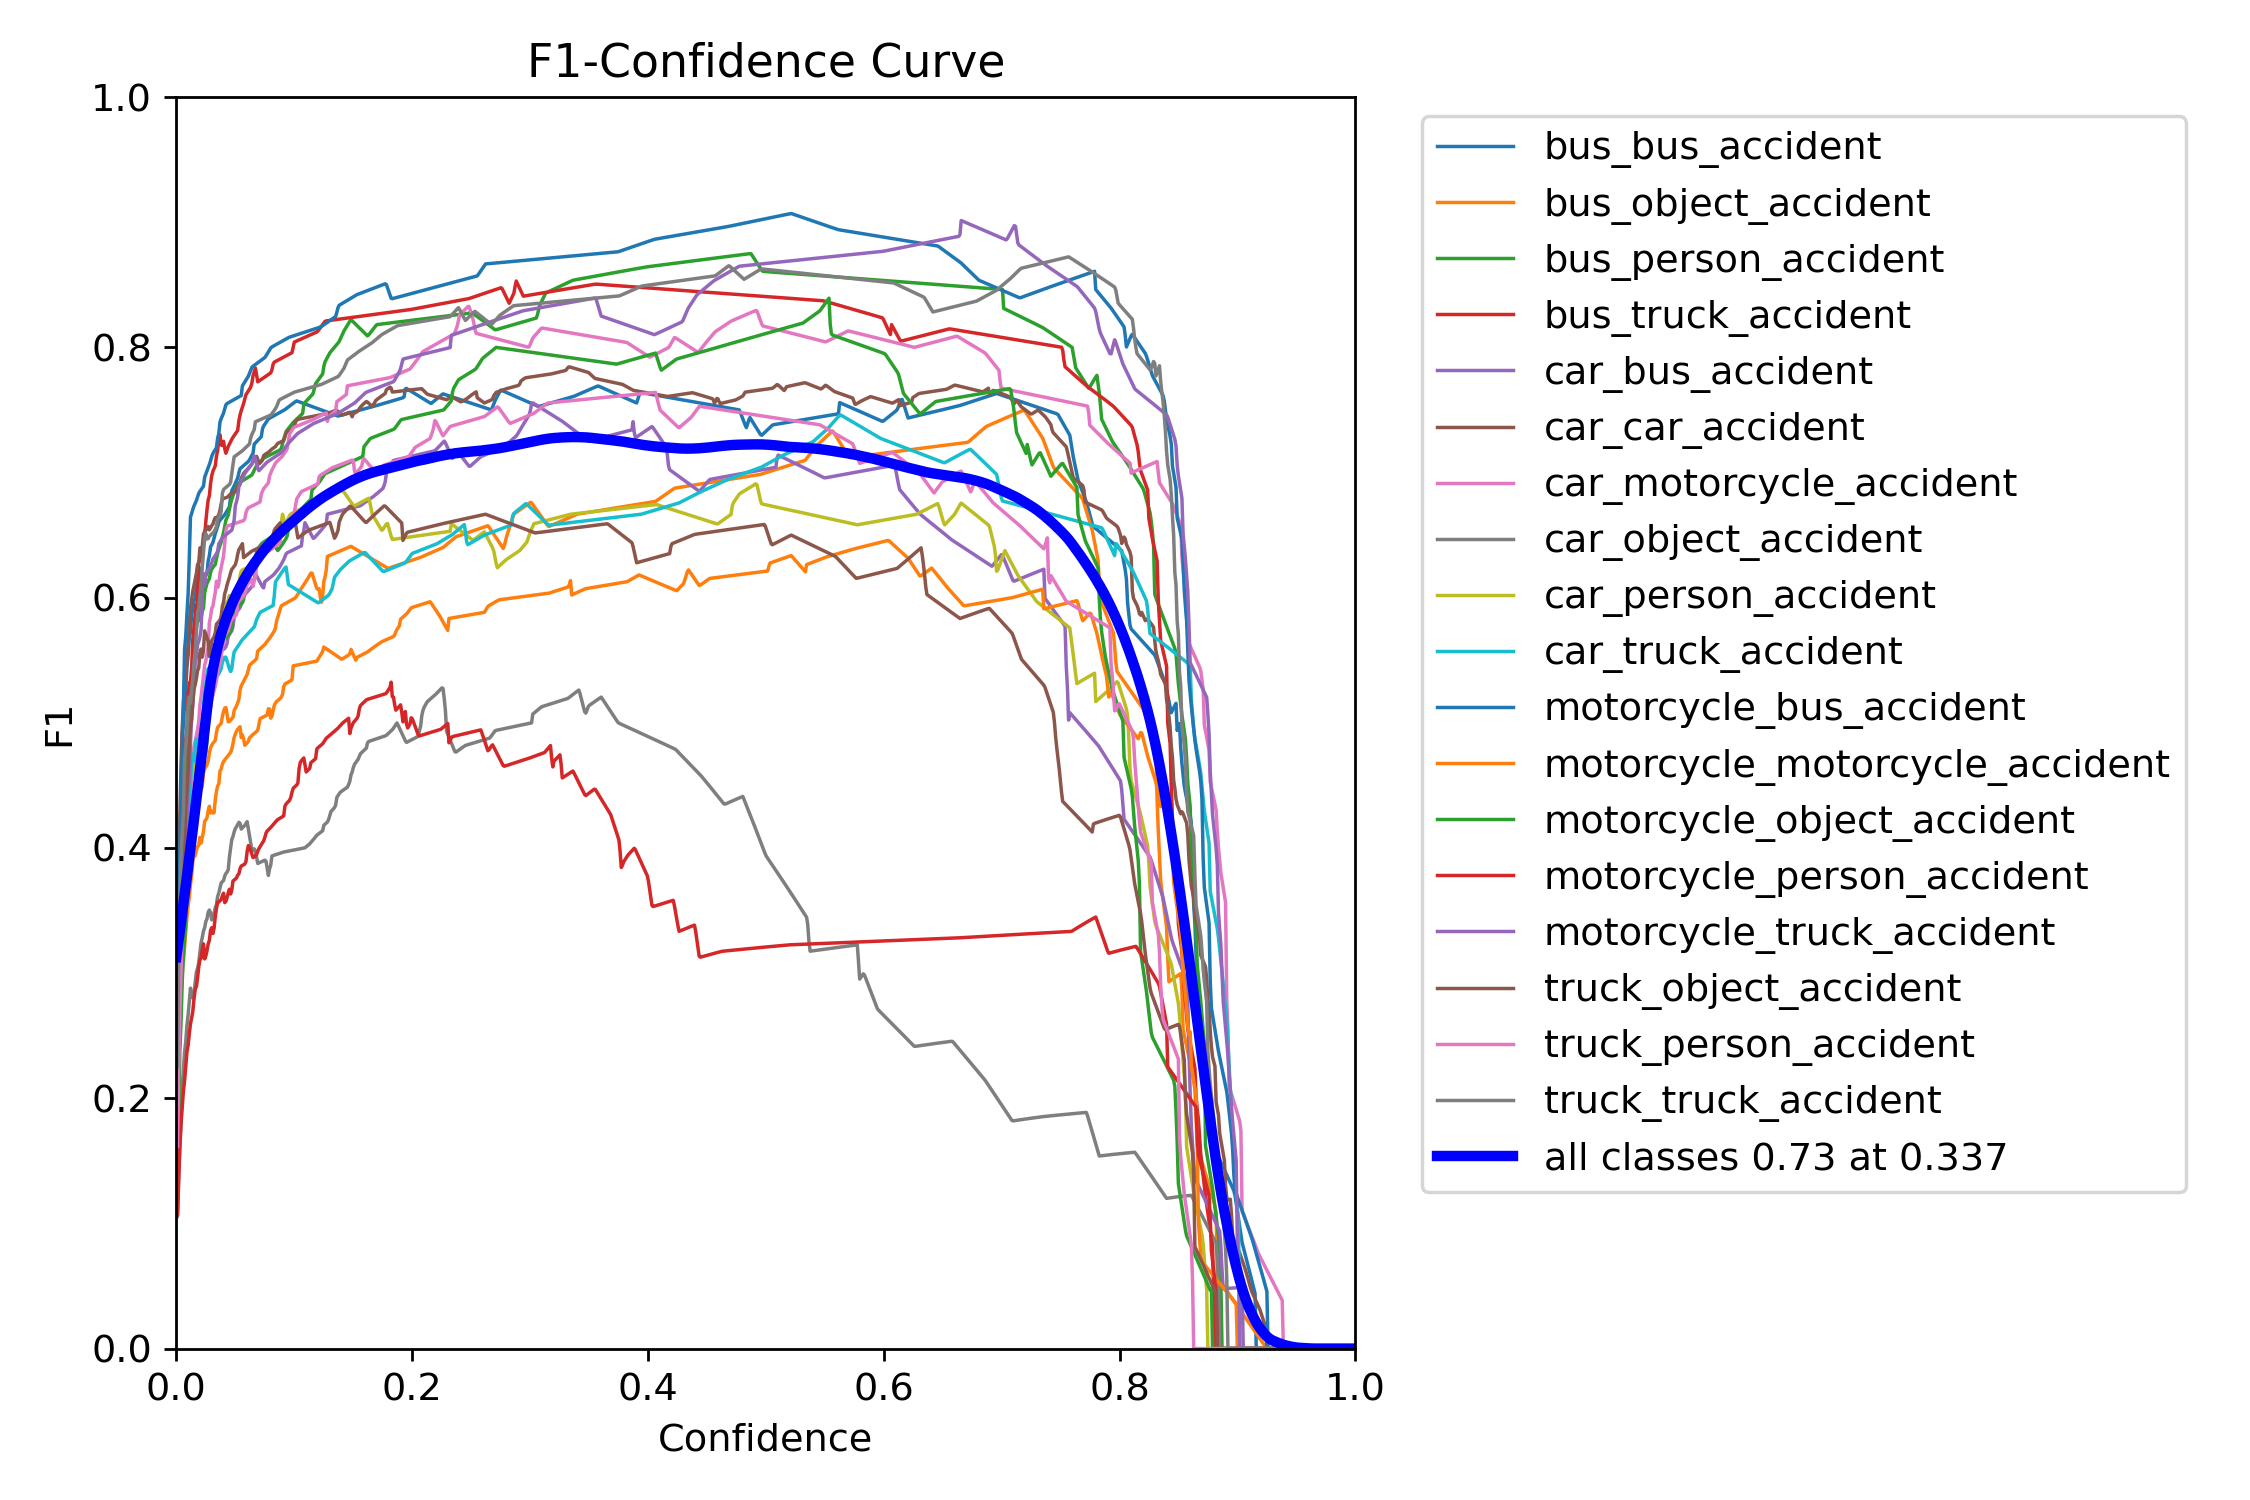 F1-Confidence Curve
1.0
0.8
0.6
0.4
0.2
0.0
F1
0.0 0.2 0.4 0.6 0.8 1.0
Confidence
bus_bus_accident
bus_object_accident
bus_person_accident
bus_truck_accident
car_bus_accident
car_car_accident
car_motorcycle_accident
car_object_accident
car_person_accident
car_truck_accident
motorcycle_bus_accident
motorcycle_motorcycle_accident
motorcycle_object_accident
motorcycle_person_accident
motorcycle_truck_accident
truck_object_accident
truck_person_accident
truck_truck_accident
all classes 0.73 at 0.337